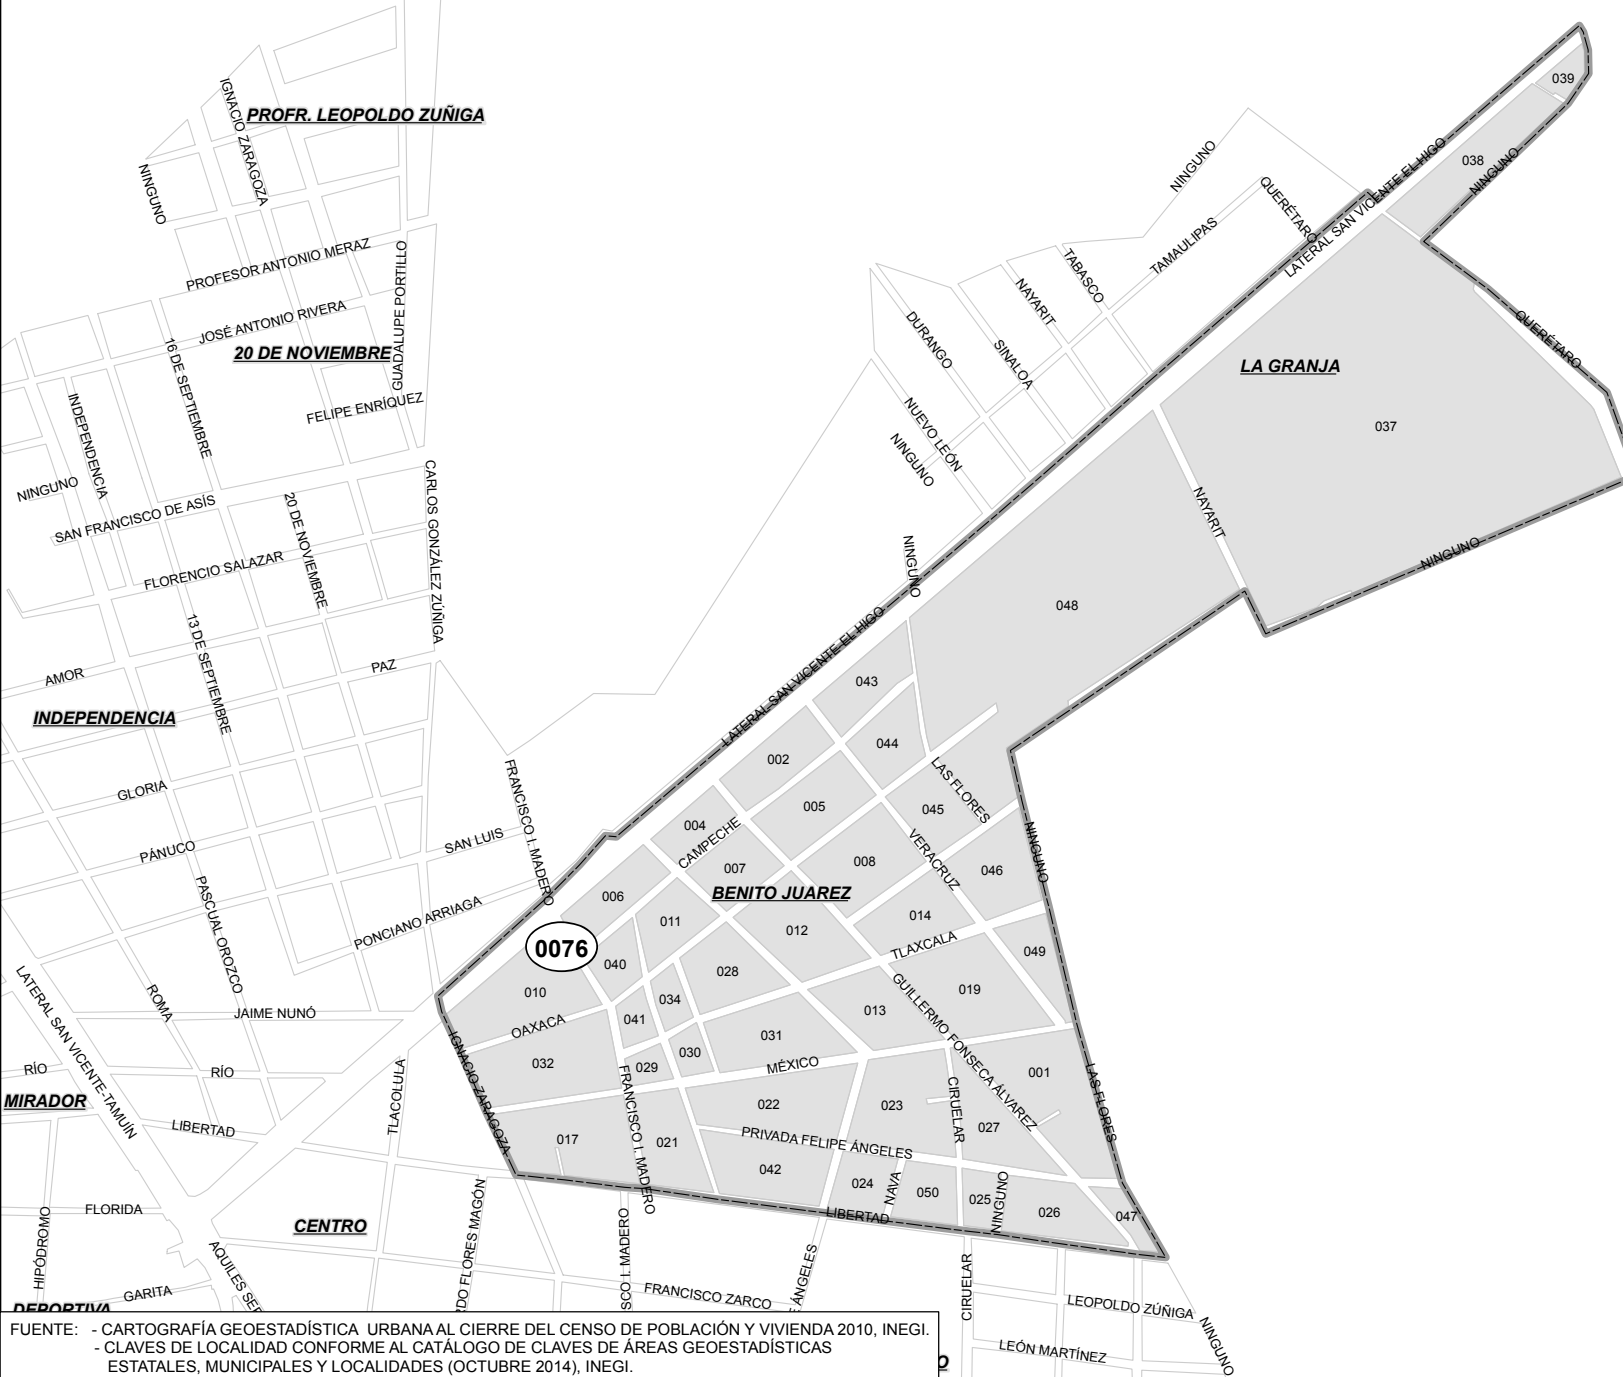 039
IGNACIO ZARAGOZA
PROFR. LEOPOLDO ZUÑIGA
NINGUNO
038
NINGUNO
NINGUNO
LATERAL SAN VICENTE EL HIGO
QUERÉTARO
TAMAULIPAS
PROFESOR ANTONIO MERAZ
GUADALUPE PORTILLO
TABASCO
NAYARIT
JOSÉ ANTONIO RIVERA
DURANGO
SINALOA
QUERÉTARO
16 DE SEPTIEMBRE
20 DE NOVIEMBRE
LA GRANJA
INDEPENDENCIA
FELIPE ENRÍQUEZ
NUEVO LEÓN
NINGUNO
037
NINGUNO
SAN FRANCISCO DE ASÍS
20 DE NOVIEMBRE
CARLOS GONZÁLEZ ZÚÑIGA
NAYARIT
NINGUNO
NINGUNO
FLORENCIO SALAZAR
048
13 DE SEPTIEMBRE
LATERAL SAN VICENTE EL HIGO
AMOR
PAZ
043
INDEPENDENCIA
044
002
LAS FLORES
GLORIA
FRANCISCO I. MADERO
005
045
004
CAMPECHE
SAN LUIS
PÁNUCO
VERACRUZ
NINGUNO
007
008
046
BENITO JUAREZ
006
PASCUAL OROZCO
PONCIANO ARRIAGA
011
012
014
TLAXCALA
0076
049
040
028
LATERAL SAN VICENTE-TAMUÍN
ROMA
010
034
GUILLERMO FONSECA ÁLVAREZ
019
JAIME NUNÓ
OAXACA
041
013
031
IGNACIO ZARAGOZA
032
029
030
MÉXICO
RÍO
RÍO
001
MIRADOR
TLACOLULA
FRANCISCO I. MADERO
022
023
CIRUELAR
LAS FLORES
LIBERTAD
017
021
PRIVADA FELIPE ÁNGELES
027
042
024
NAVA
050
025
NINGUNO
026
047
FLORIDA
CENTRO
LIBERTAD
HIPÓDROMO
AQUILES SER
RDO FLORES MAGÓN
SCO I. MADERO
ÁNGELES
CIRUELAR
GARITA
FRANCISCO ZARCO
LEOPOLDO ZÚÑIGA
DEPORTIVA
NINGUNO
LEÓN MARTÍNEZ
FUENTE: - CARTOGRAFÍA GEOESTADÍSTICA URBANA AL CIERRE DEL CENSO DE POBLACIÓN Y VIVIENDA 2010, INEGI.
- CLAVES DE LOCALIDAD CONFORME AL CATÁLOGO DE CLAVES DE ÁREAS GEOESTADÍSTICAS
ESTATALES, MUNICIPALES Y LOCALIDADES (OCTUBRE 2014), INEGI.